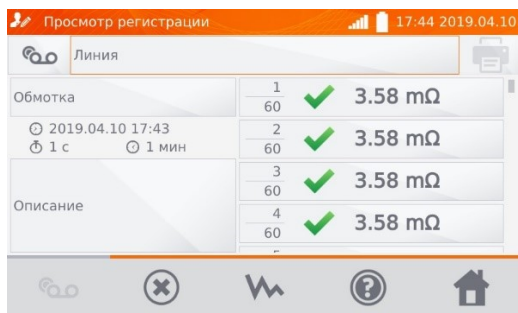 Просмотр регистрации
17:44 2019.04.10
Линия
Обмотка
2019.04.10 17:43
1 с 1 мин
Описание
1
60
3.58 mΩ
2
60
3.58 mΩ
3
60
3.58 mΩ
4
60
3.58 mΩ